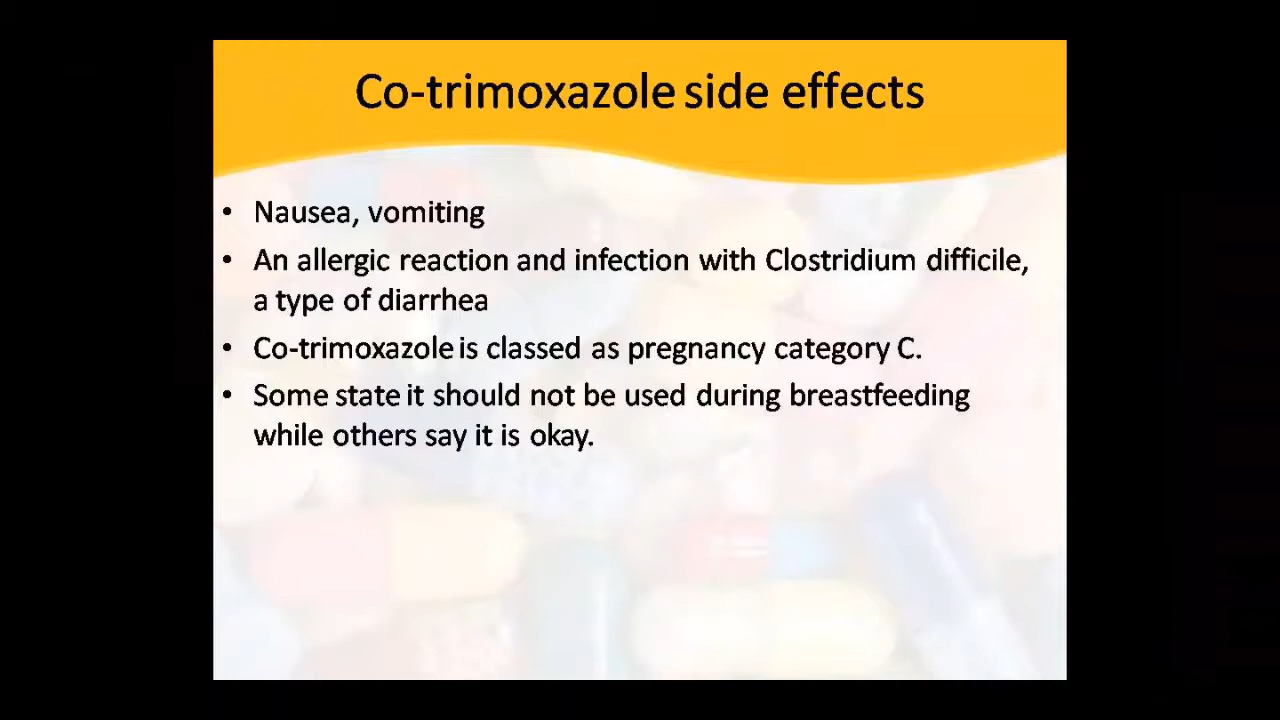 Co-trimoxazole side effects
• Nausea, vomiting
• An allergic reaction and infection with Clostridium difficile,
a type of diarrhea
• Co-trimoxazole is classed as pregnancy category C.
• Some state it should not be used during breastfeeding
while others say it is okay.